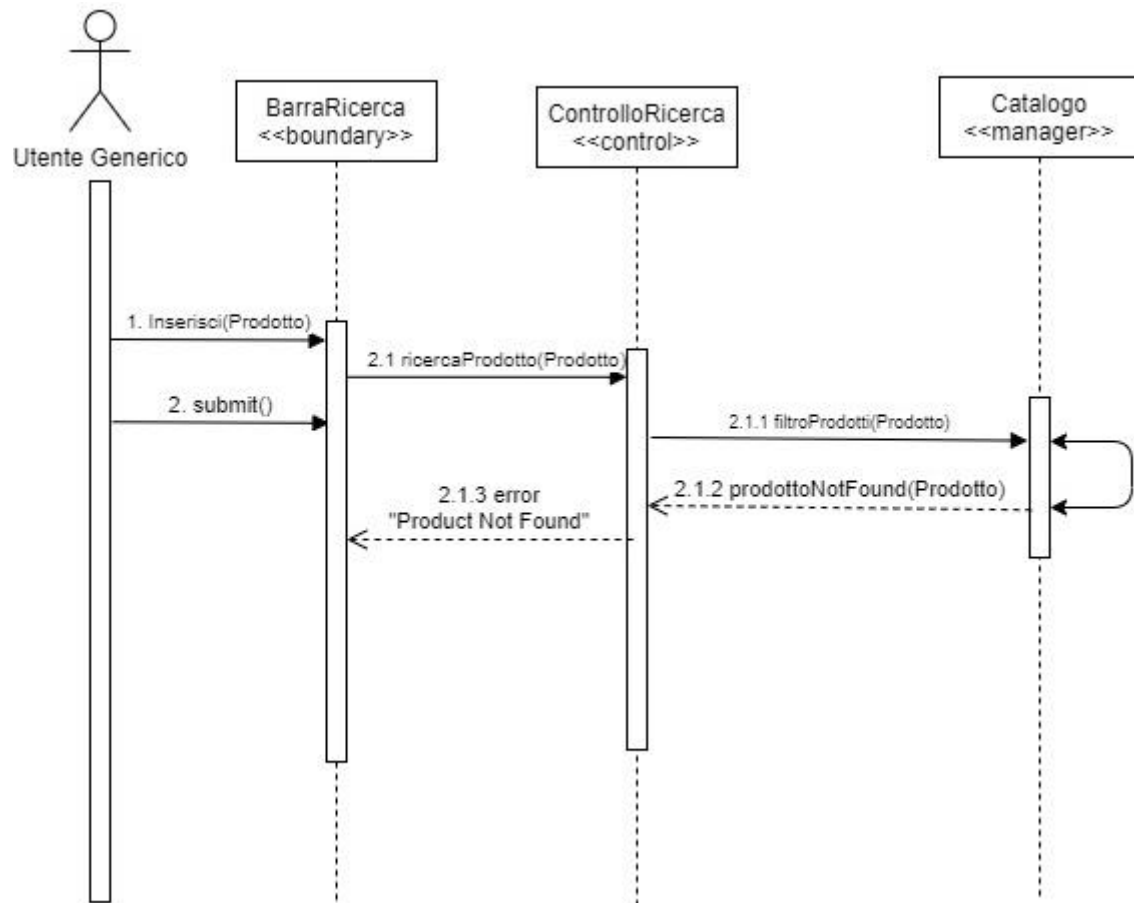 Utente Generico
BarraRicerca
<<boundary>>
ControlloRicerca
<<control>>
Catalogo
<<manager>>
1. Inserisci(Prodotto)
2.1 ricercaProdotto(Prodotto)
2. submit()
2.1.1 filtroProdotti(Prodotto)
2.1.2 prodottoNotFound(Prodotto)
2.1.3 error
"Product Not Found"